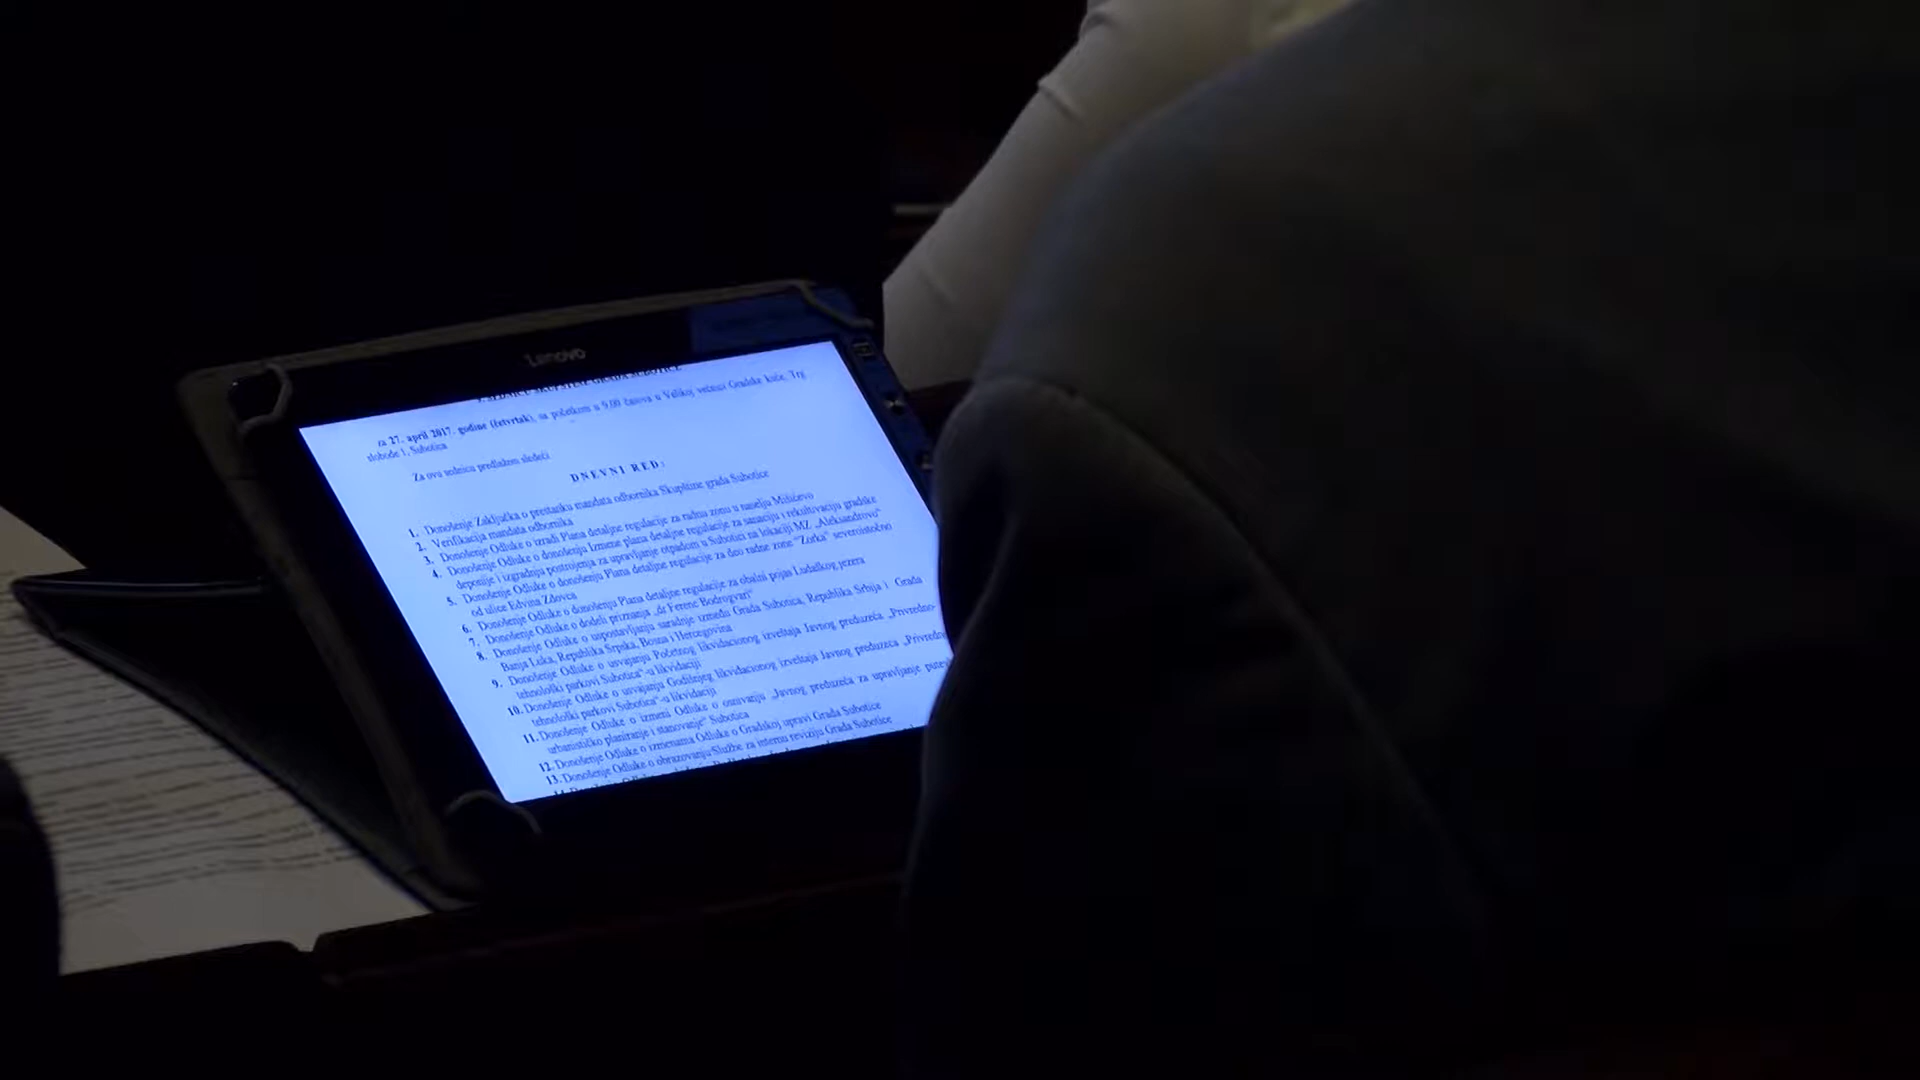 Lenovo
SEDNICU SKUPŠTINE GRADA SUBOTICE
za 27. april 2017. godine (četvrtak), sa početkom u 9,00 časova u Velikoj većnici Gradske kuće, Trg
slobode 1, Subotica
Za ovu sednicu predlažem sledeći
DNEVNI RED:
1. Donošenje Zaključka o prestanku mandata odbornika Skupštine grada Subotice
2. Verifikacija mandata odbornika
3. Donošenje Odluke o izradi Plana detaljne regulacije za radnu zonu u naselju Mišićevo
4. Donošenje Odluke o donošenju Izmene plana detaljne regulacije za sanaciju i rekultivaciju gradske
deponije i izgradnju postrojenja za upravljanje otpadom u Subotici na lokaciji MZ „Aleksandrovo“
5. Donošenje Odluke o donošenju Plana detaljne regulacije za deo radne zone "Zorka" severoistočno
od ulice Edvina Zdovca
6. Donošenje Odluke o donošenju Plana detaljne regulacije za obalni pojas Ludaškog jezera
7. Donošenje Odluke o dodeli priznanja „dr Ferenc Bodrogvari“
8. Donošenje Odluke o uspostavljanju saradnje između Grada Subotica, Republika Srbija i Grada
Banja Luka, Republika Srpska, Bosna i Hercegovina
9. Donošenje Odluke o usvajanju Početnog likvidacionog izveštaja Javnog preduzeća „Privredno-
tehnološki parkovi Subotica“-u likvidaciji
10. Donošenje Odluke o usvajanju Godišnjeg likvidacionog izveštaja Javnog preduzeća „Privredno
tehnološki parkovi Subotica“-u likvidaciji
11. Donošenje Odluke o izmeni Odluke o osnivanju „Javnog preduzeća za upravljanje putev
urbanističko planiranje i stanovanje“ Subotica
12. Donošenje Odluke o izmenama Odluke o Gradskoj upravi Grada Subotice
13. Donošenje Odluke o obrazovanju Službe za internu reviziju Grada Subotice